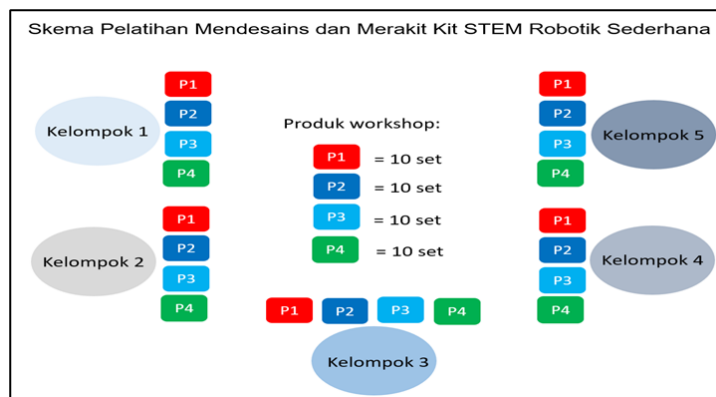 Skema Pelatihan Mendesains dan Merakit Kit STEM Robotik Sederhana
P1
P2
P3
P4
Kelompok 1
P1
P2
P3
P4
Kelompok 2
Produk workshop:
P1 = 10 set
P2 = 10 set
P3 = 10 set
P4 = 10 set
P1 P2 P3 P4
Kelompok 3
P1
P2
P3
P4
Kelompok 5
P1
P2
P3
P4
Kelompok 4